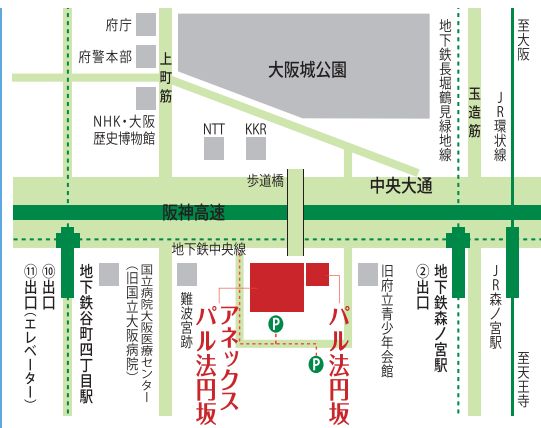 府庁
府警本部
NHK・大阪
歴史博物館
上町筋
大阪城公園
NTT
KKR
地下鉄長堀鶴見緑地線
玉造筋
JR環状線
至大阪
歩道橋
中央大通
阪神高速
地下鉄中央線
⑪出口（エレベーター）
⑩出口
地下鉄谷町四丁目駅
国立病院大阪医療センター
（旧国立大阪病院）
難波宮跡
アネックス
パル法円坂
P
P
パル法円坂
旧府立青少年会館
②出口
地下鉄森ノ宮駅
JR森ノ宮駅
至天王寺